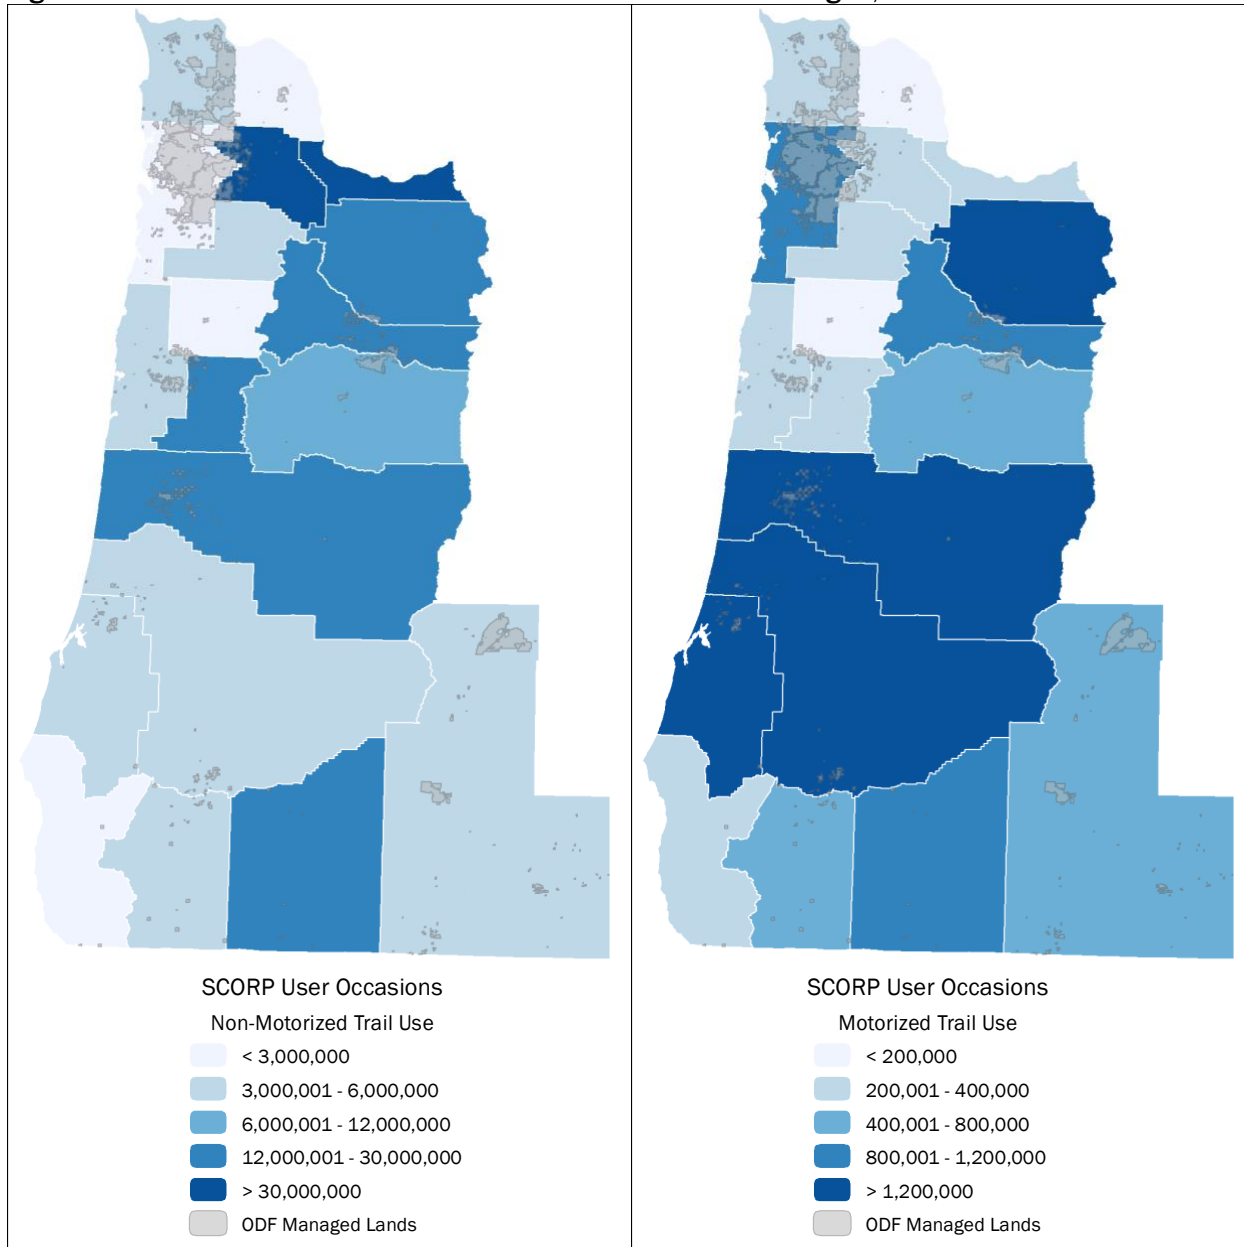 SCORP User Occasions
Non-Motorized Trail Use
< 3,000,000
3,000,001 - 6,000,000
6,000,001 - 12,000,000
12,000,001 - 30,000,000
> 30,000,000
ODF Managed Lands
SCORP User Occasions
Motorized Trail Use
< 200,000
200,001 - 400,000
400,001 - 800,000
800,001 - 1,200,000
> 1,200,000
ODF Managed Lands